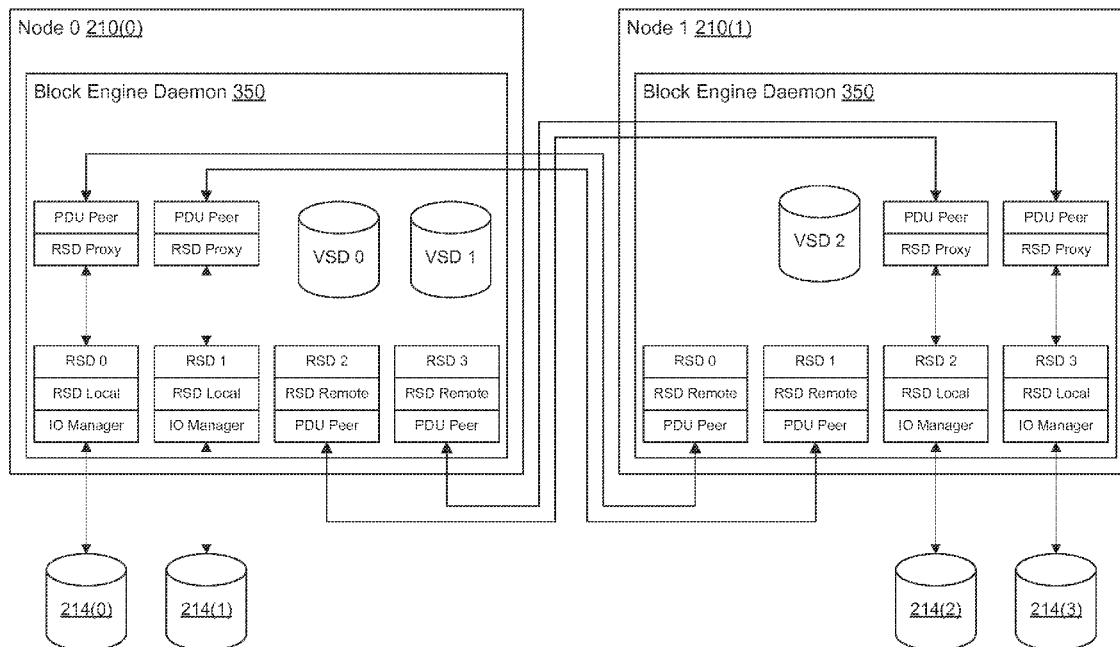 Node 0 210(0)
Node 1 210(1)
Block Engine Daemon 350
Block Engine Daemon 350
PDU Peer
PDU Peer
PDU Peer
PDU Peer
RSD Proxy
RSD Proxy
VSD 0
VSD 1
VSD 2
RSD Proxy
RSD Proxy
RSD 0
RSD 1
RSD 2
RSD 3
RSD 0
RSD 1
RSD 2
RSD 3
RSD Local
RSD Local
RSD Remote
RSD Remote
RSD Remote
RSD Remote
RSD Local
RSD Local
IO Manager
IO Manager
PDU Peer
PDU Peer
PDU Peer
PDU Peer
IO Manager
IO Manager
214(0)
214(1)
214(2)
214(3)